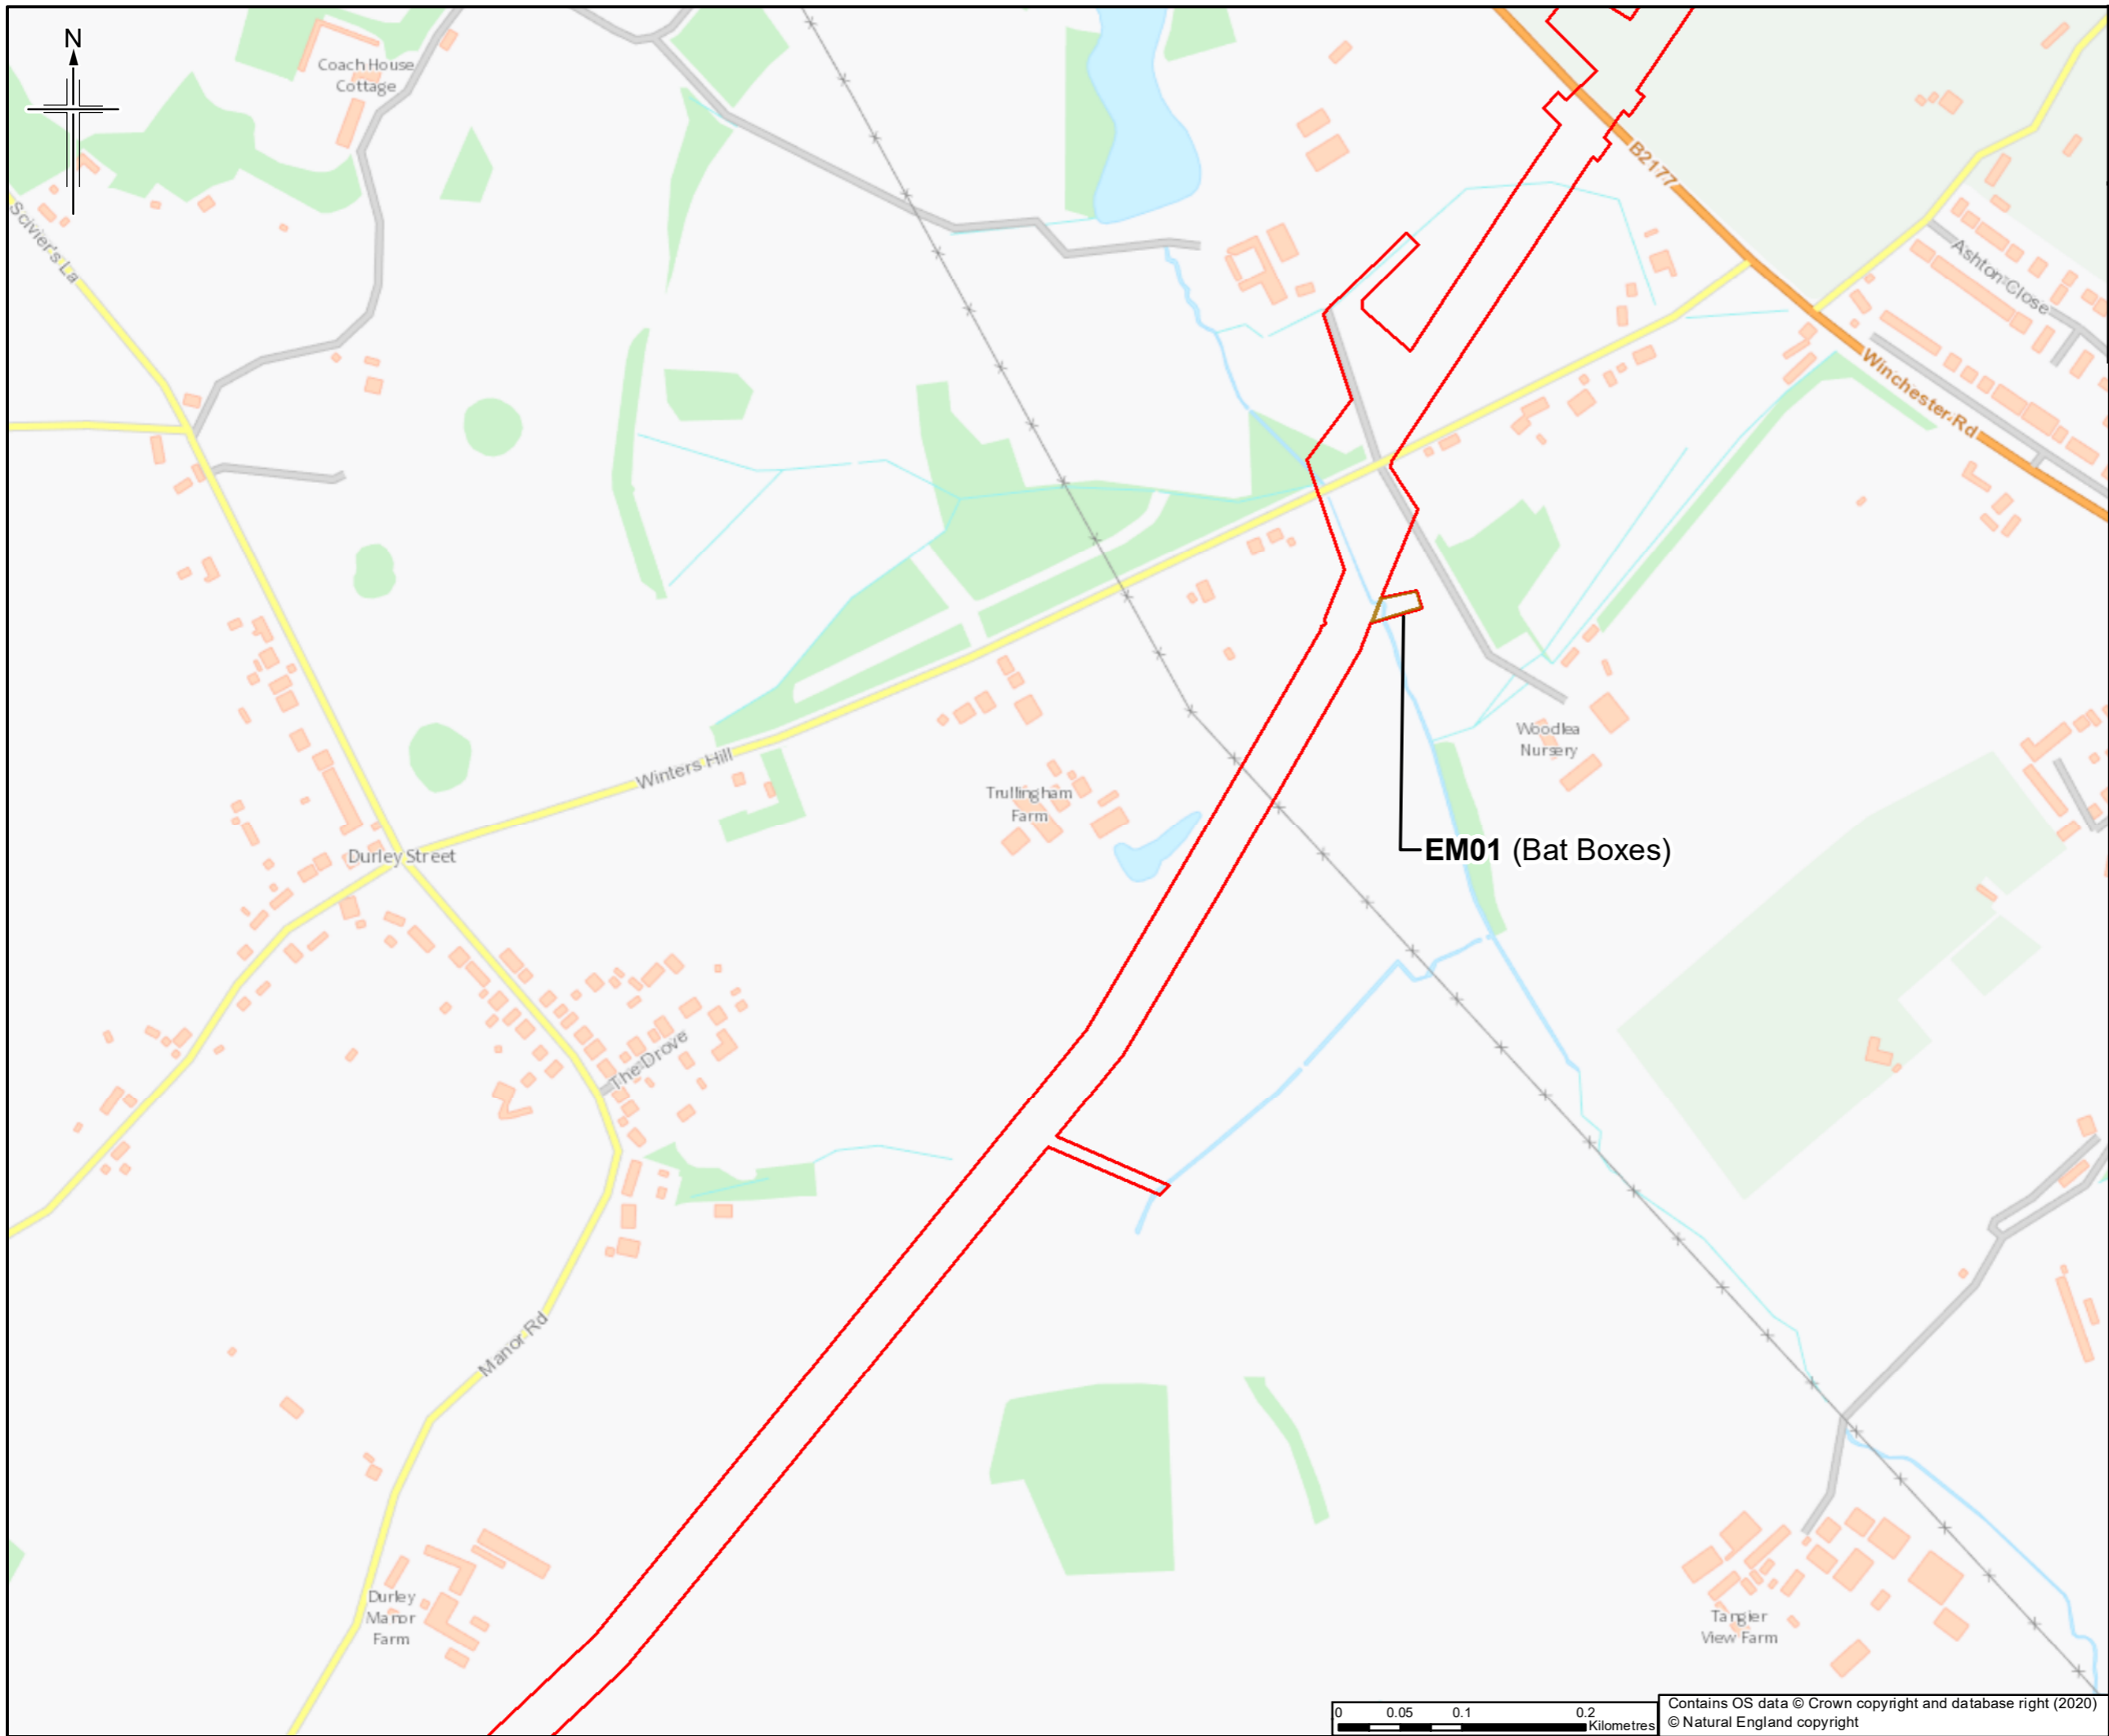 N
Coach House
Cottage
Scivier's La
B2177
Ashton Close
Winchester Rd
Winters Hill
Woodlea
Nursery
Trullingham
Farm
EM01 (Bat Boxes)
Durley Street
The Drove
Manor Rd
Durley
Manor
Farm
Tangier
View Farm
0 0.05 0.1 0.2
Kilometres
Contains OS data © Crown copyright and database right (2020)
© Natural England copyright